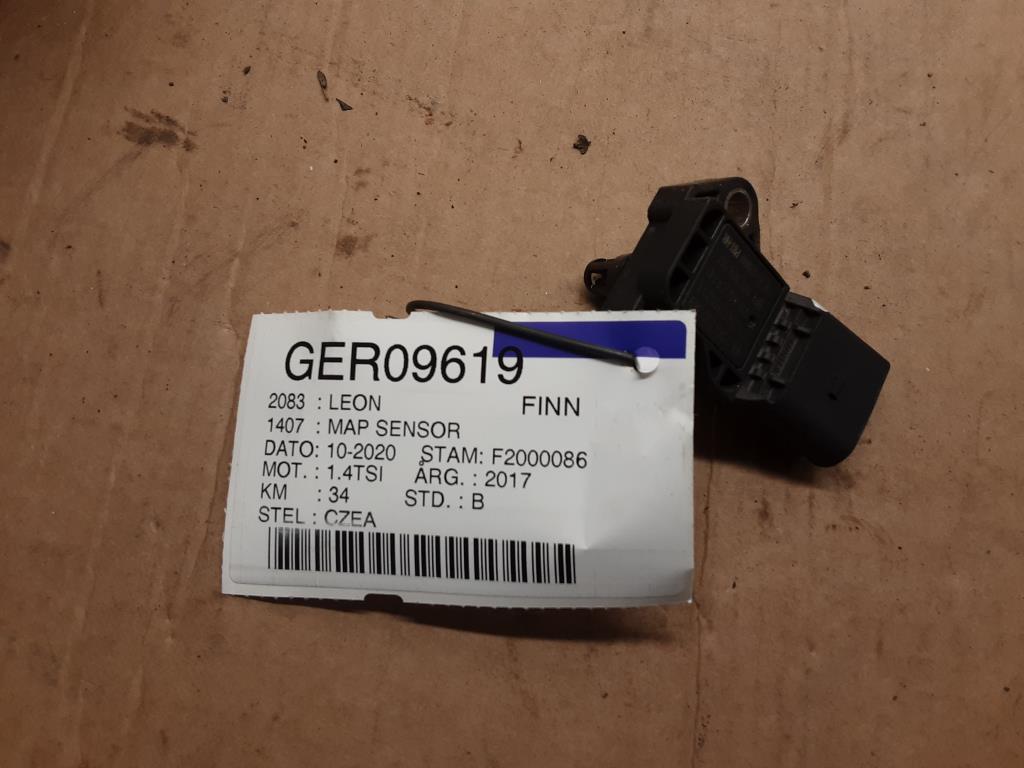 GER09619
2083 : LEON FINN
1407 : MAP SENSOR
DATO: 10-2020 STAM: F2000086
MOT. : 1.4TSI ÅRG. : 2017
KM : 34 STD. : B
STEL : CZEA